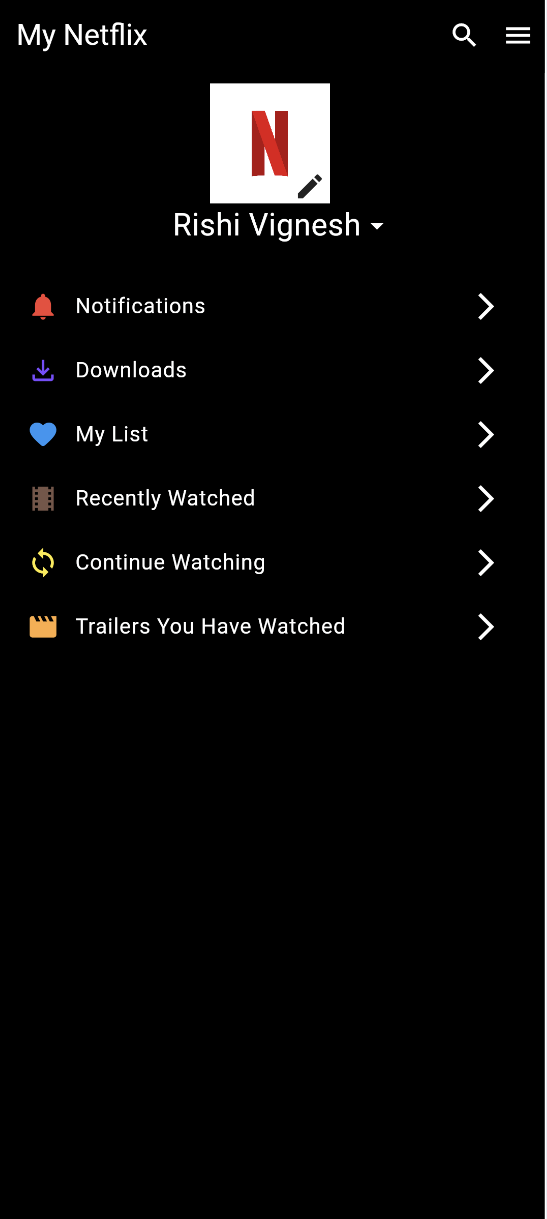 My Netflix
N
Rishi Vignesh
Notifications
Downloads
My List
Recently Watched
Continue Watching
Trailers You Have Watched